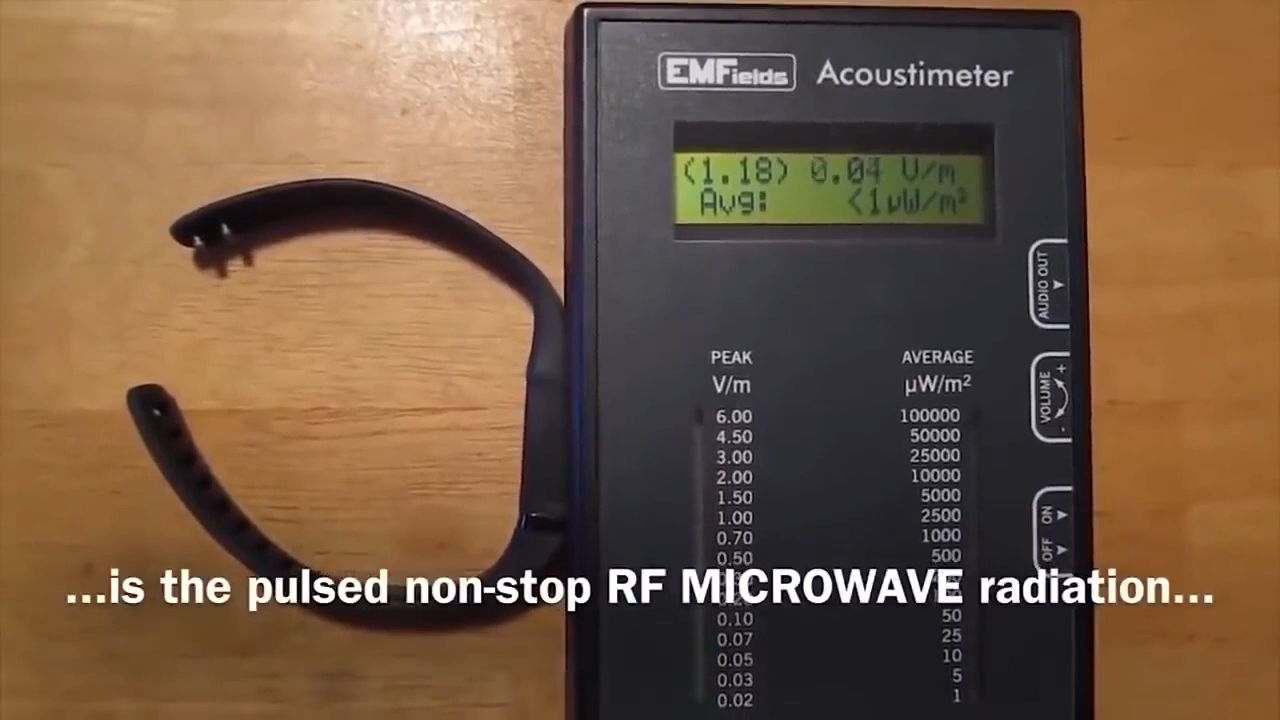 EMFields Acoustimeter
(1.18) 0.04 V/m
Avg: <1µW/m²
AUDIO OUT
VOLUME
+
-
ON
OFF
PEAK
V/m
6.00
4.50
3.00
2.00
1.50
1.00
0.70
0.50
0.10
0.07
0.05
0.03
0.02
AVERAGE
µW/m²
100000
50000
25000
10000
5000
2500
1000
500
50
25
10
5
1
...is the pulsed non-stop RF MICROWAVE radiation...